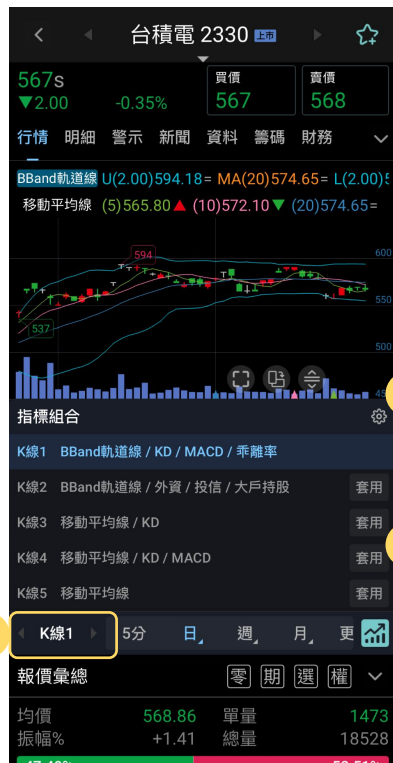 台積電 2330 上市
567s
▼2.00 -0.35%
買價 567
賣價 568
行情 明細 警示 新聞 資料 籌碼 財務
BBand軌道線 U(2.00)594.18= MA(20)574.65= L(2.00)5
移動平均線 (5)565.80▲ (10)572.10▼ (20)574.65=
600
594
550
537
500
45
指標組合
K線1 BBand軌道線 / KD / MACD / 乖離率
K線2 BBand軌道線 / 外資 / 投信 / 大戶持股 套用
K線3 移動平均線 / KD 套用
K線4 移動平均線 / KD / MACD 套用
K線5 移動平均線 套用
K線1 5分 日 週 月 更
報價彙總 零 期 選 權
均價 568.86 單量 1473
振幅% +1.41 總量 18528